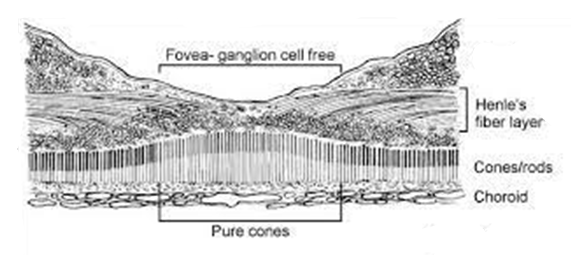 Fovea- ganglion cell free
Henle's
fiber layer
Cones/rods
Choroid
Pure cones